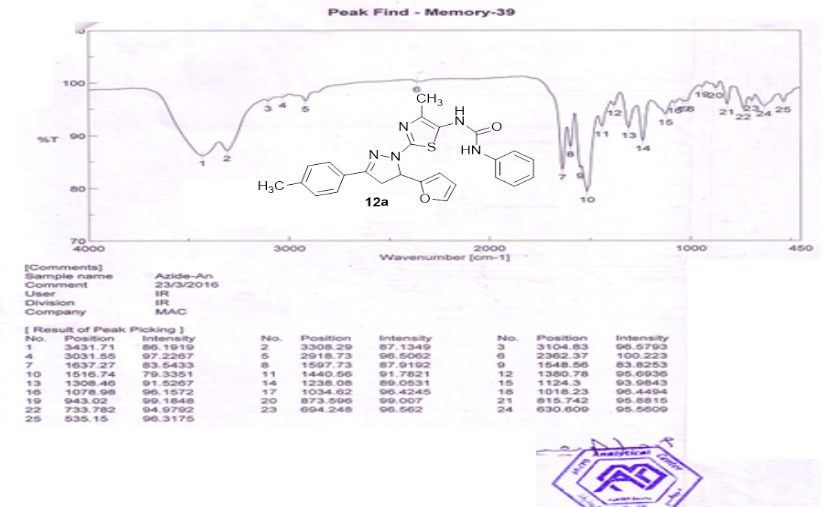 Peak Find - Memory-39
100
90
80
70
%T
4000
3000
2000
1000
450
Wavenumber [cm-1]
1
2
3
4
5
6
7
8
9
10
11
12
13
14
15
19
20
21
22
23
24
25
CH3
N
H
N
O
S
HN
N
N
H3C
O
12a
[Comments]
Sample name Azide-An
Comment 23/3/2016
User IR
Division IR
Company MAC
[ Result of Peak Picking ]
No. Position Intensity No. Position Intensity No. Position Intensity
1 3431.71 86.1919 2 3308.29 87.1349 3 3104.83 96.5793
4 3031.55 97.2267 5 2918.73 96.5062 6 2362.37 100.223
7 1637.27 83.5433 8 1597.73 87.9192 9 1548.56 83.8253
10 1516.74 79.3351 11 1440.56 91.7821 12 1380.78 95.6936
13 1308.46 91.5267 14 1238.08 89.0531 15 1124.3 93.9843
16 1078.98 96.1572 17 1034.62 96.4245 18 1018.23 96.4494
19 943.02 99.1848 20 873.596 99.007 21 815.742 95.8815
22 733.782 94.9792 23 694.248 96.562 24 630.609 95.5609
25 535.15 96.3175
Micro Analytical Center